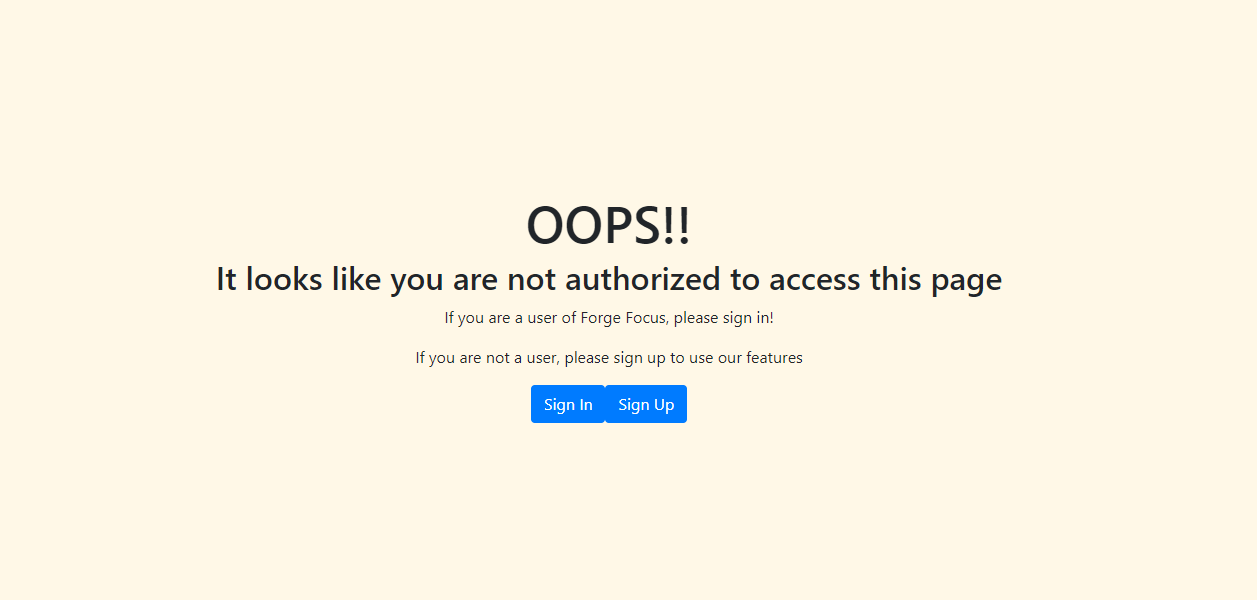 OOPS!!
It looks like you are not authorized to access this page
If you are a user of Forge Focus, please sign in!
If you are not a user, please sign up to use our features
Sign In Sign Up